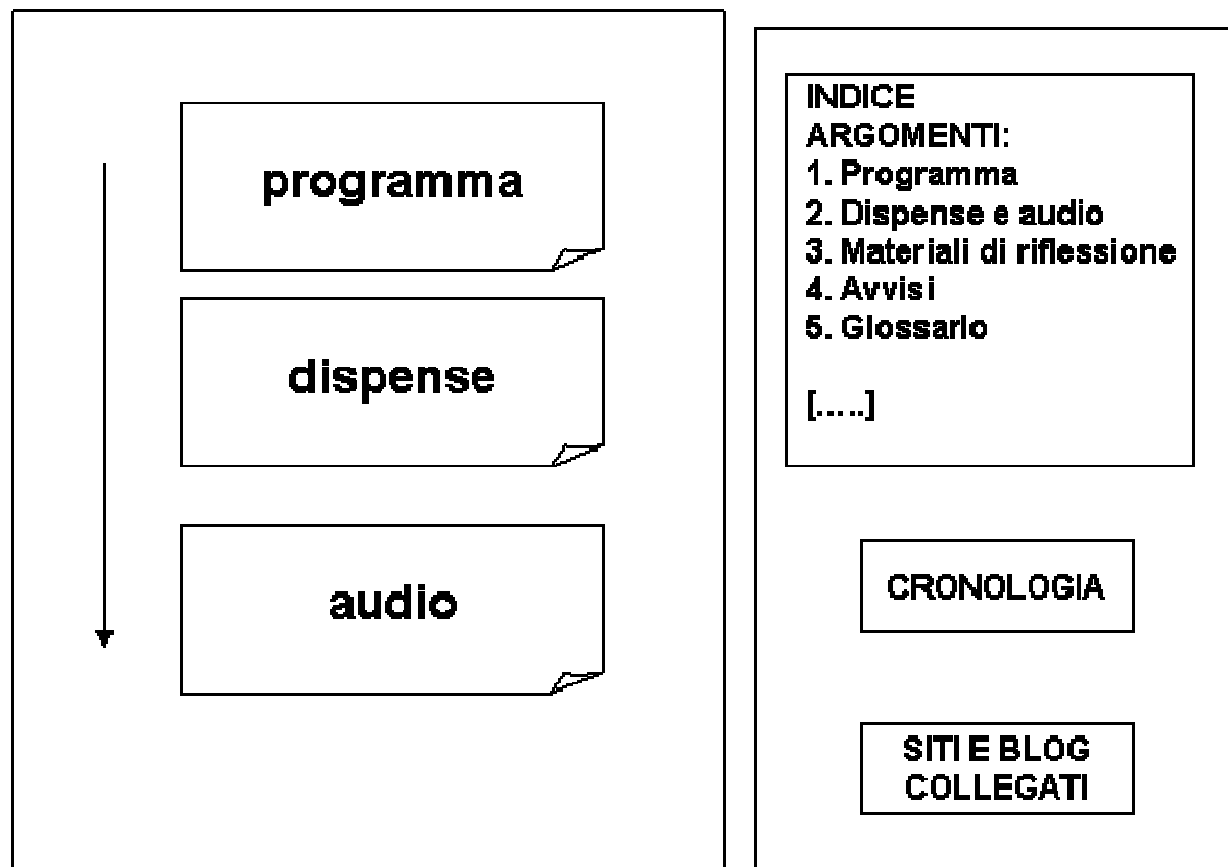 programma
dispense
audio
INDICE
ARGOMENTI:
1. Programma
2. Dispense e audio
3. Materiali di riflessione
4. Avvisi
5. Glossario
[.....]
CRONOLOGIA
SITI E BLOG
COLLEGATI